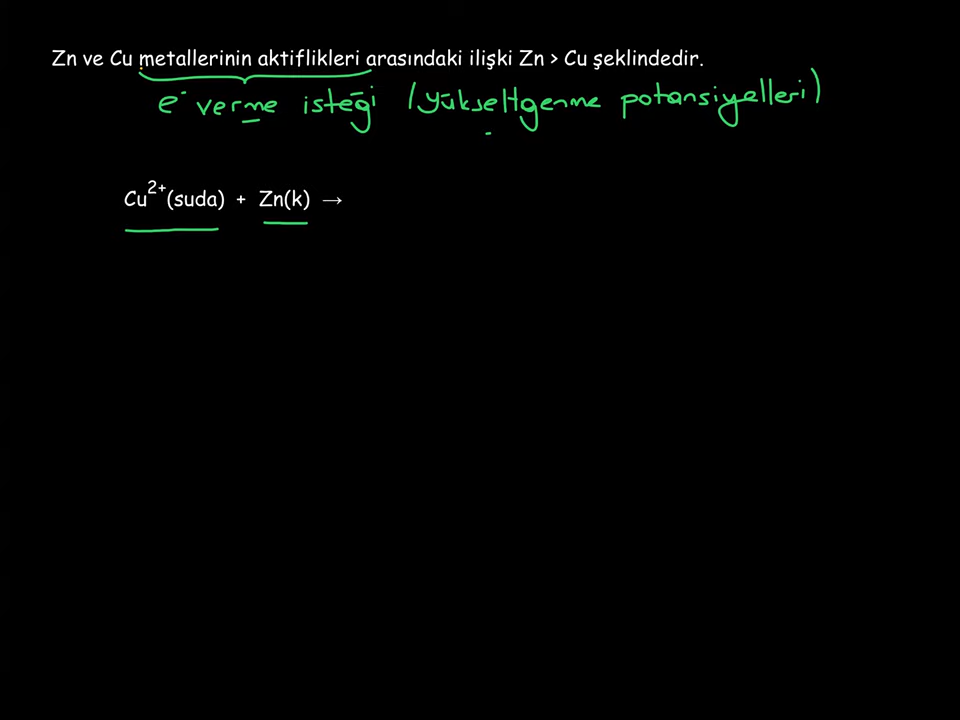 Zn ve Cu metallerinin aktiflikleri arasındaki ilişki Zn > Cu şeklindedir.
e⁻ verme isteği (yükseltgenme potansiyelleri)
Cu²⁺(suda) + Zn(k) →